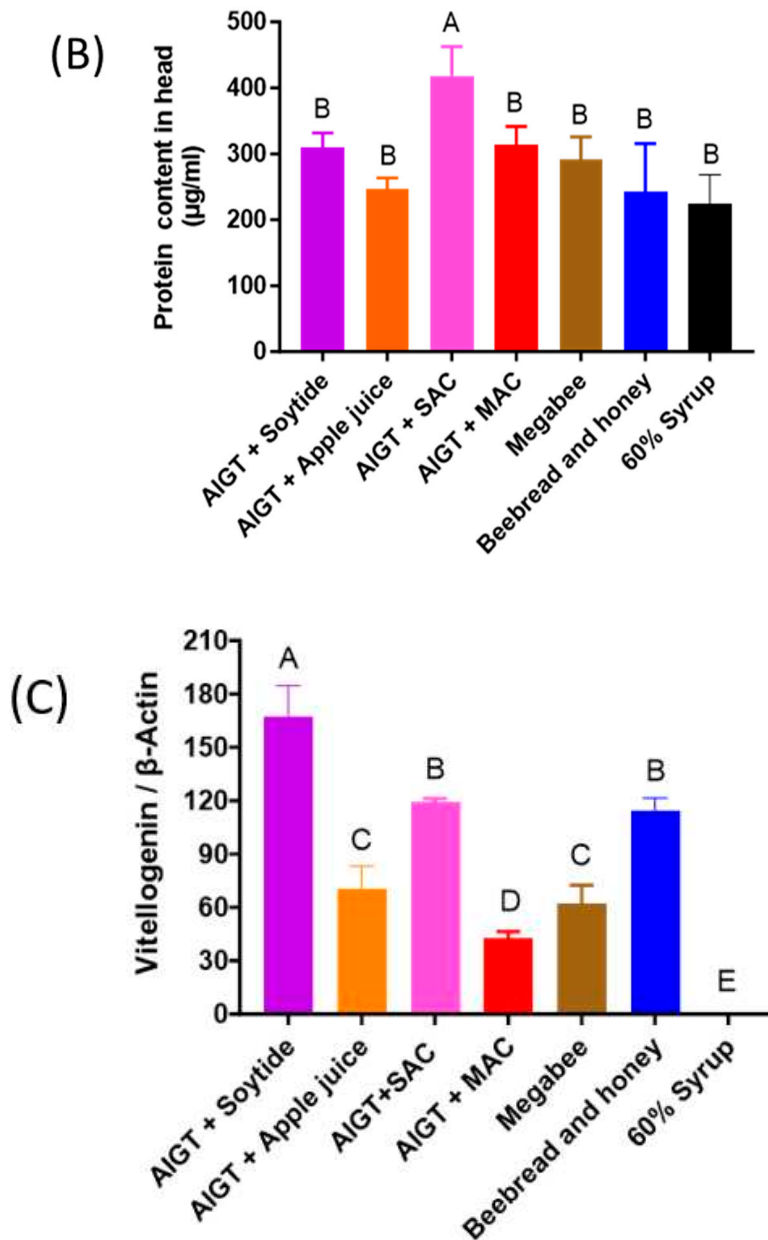 (B)
Protein content in head
(µg/ml)
500
400
300
200
100
0
B
B
A
B
B
B
B
AIGT + Soytide
AIGT + Apple juice
AIGT + SAC
AIGT + MAC
Megabee
Beebread and honey
60% Syrup
(C)
Vitellogenin / β-Actin
210
180
150
120
90
60
30
0
A
C
B
D
C
B
E
AIGT + Soytide
AIGT + Apple juice
AIGT+SAC
AIGT + MAC
Megabee
Beebread and honey
60% Syrup